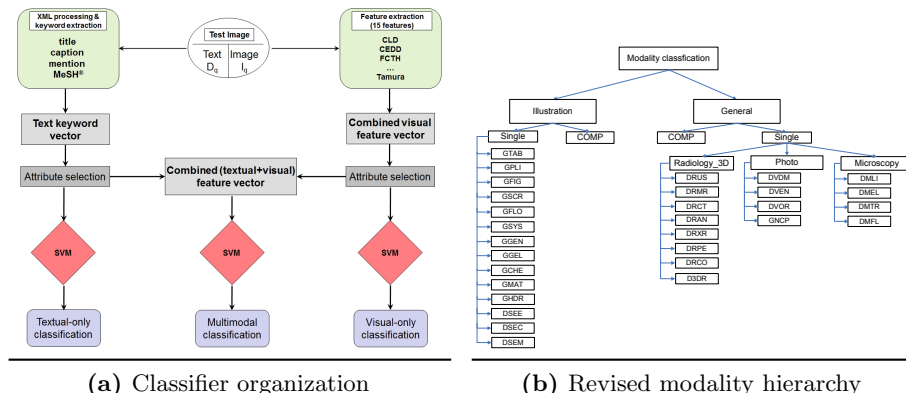 XML processing &
keyword extraction
title
caption
mention
MeSH®
Test Image
Text
Image
Dq
Iq
Feature extraction
(15 features)
CLD
CEDD
FCTH
...
Tamura
Text keyword
vector
Combined visual
feature vector
Attribute selection
Combined (textual+visual)
feature vector
Attribute selection
SVM
SVM
SVM
Textual-only
classification
Multimodal
classification
Visual-only
classification
(a) Classifier organization
Modality classfication
Illustration
General
Single
COMP
COMP
Single
GTAB
GPLI
GFIG
GSCR
GFLO
GSYS
GGEN
GGEL
GCHE
GMAT
GHDR
DSEE
DSEC
DSEM
Radiology_3D
DRUS
DRMR
DRCT
DRAN
DRXR
DRPE
DRCO
D3DR
Photo
DVDM
DVEN
DVOR
GNCP
Microscopy
DMLI
DMEL
DMTR
DMFL
(b) Revised modality hierarchy